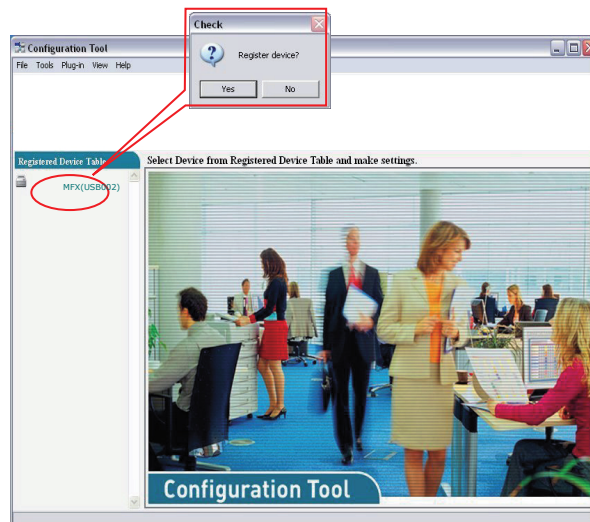 Check
Register device?
Yes
No
Configuration Tool
File Tools Plug-in View Help
Registered Device Table
Select Device from Registered Device Table and make settings.
MFX(USB002)
Configuration Tool